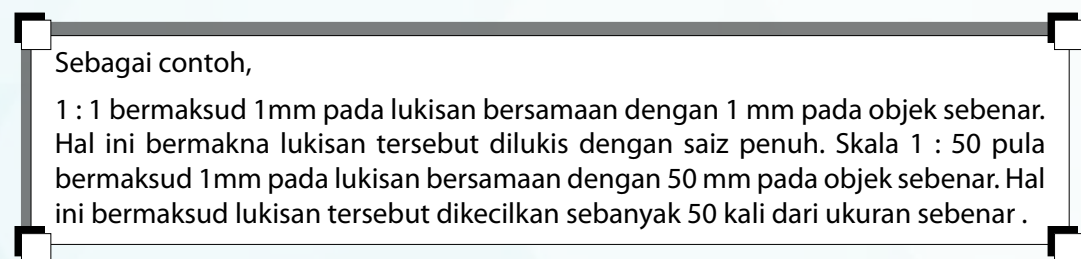 Sebagai contoh,
1 : 1 bermaksud 1mm pada lukisan bersamaan dengan 1 mm pada objek sebenar.
Hal ini bermakna lukisan tersebut dilukis dengan saiz penuh. Skala 1 : 50 pula
bermaksud 1mm pada lukisan bersamaan dengan 50 mm pada objek sebenar. Hal
ini bermaksud lukisan tersebut dikecilkan sebanyak 50 kali dari ukuran sebenar .